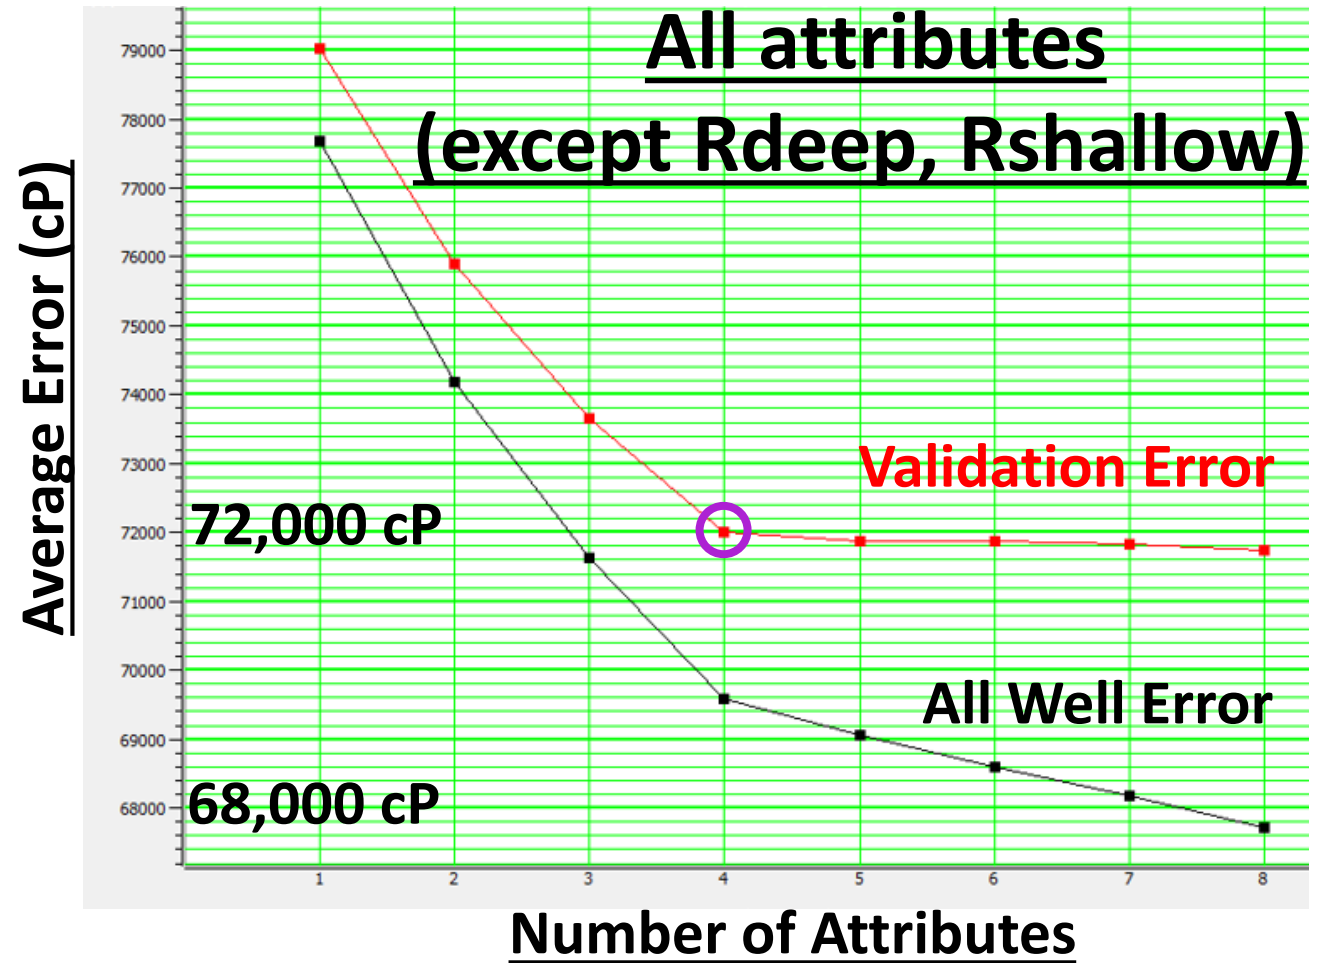 All attributes
(except Rdeep, Rshallow)
Average Error (cP)
79000
78000
77000
76000
75000
74000
73000
72000
71000
70000
69000
68000
72,000 cP
68,000 cP
Validation Error
All Well Error
1 2 3 4 5 6 7 8
Number of Attributes